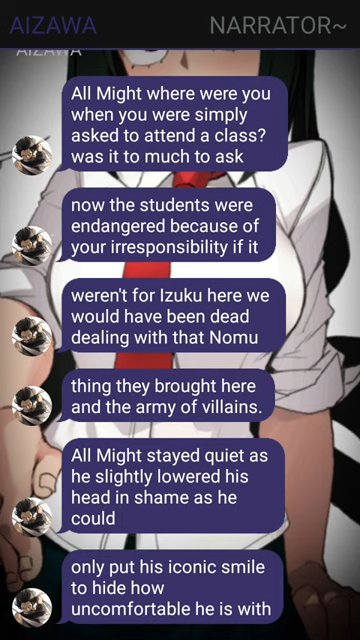 AIZAWA NARRATOR~
AIZAWA
All Might where were you
when you were simply
asked to attend a class?
was it to much to ask
now the students were
endangered because of
your irresponsibility if it
weren't for Izuku here we
would have been dead
dealing with that Nomu
thing they brought here
and the army of villains.
All Might stayed quiet as
he slightly lowered his
head in shame as he
could
only put his iconic smile
to hide how
uncomfortable he is with